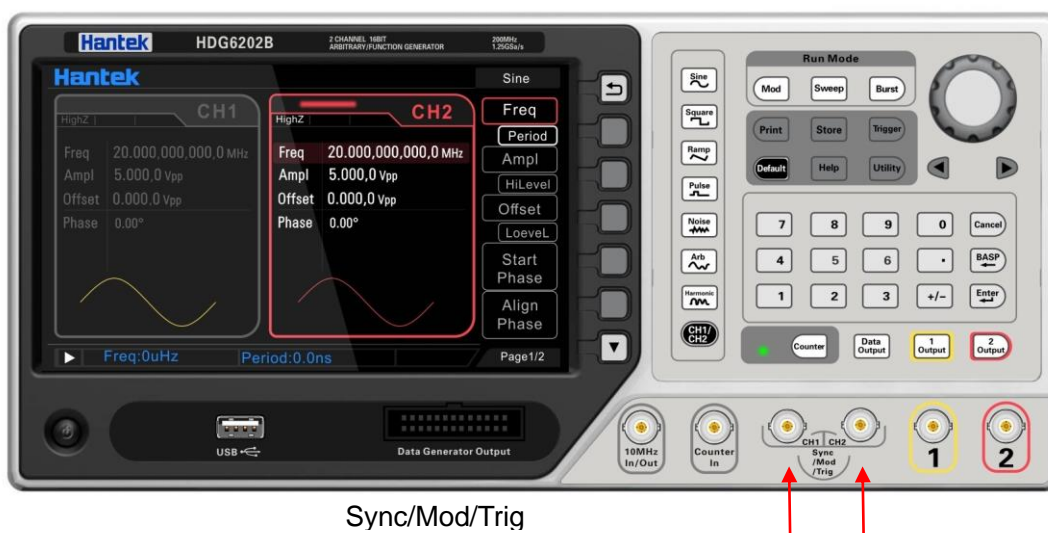 Hantek HDG6202B 2 CHANNEL 16BIT ARBITRARY/FUNCTION GENERATOR 200MHz 1.25GSa/s
Hantek
Sine
CH1
HighZ
Freq 20.000,000,000,0 MHz
Ampl 5.000,0 Vpp
Offset 0.000,0 Vpp
Phase 0.00°
CH2
HighZ
Freq 20.000,000,000,0 MHz
Ampl 5.000,0 Vpp
Offset 0.000,0 Vpp
Phase 0.00°
Freq
Period
Ampl
HiLevel
Offset
LoeveL
Start
Phase
Align
Phase
Freq:0uHz Period:0.0ns Page1/2
Sine
Square
Ramp
Pulse
Noise
Arb
Harmonic
CH1/
CH2
Run Mode
Mod Sweep Burst
Print Store Trigger
Default Help Utility
7 8 9 0 Cancel
4 5 6 . BASP
1 2 3 +/- Enter
Counter
Data
Output
1
Output
2
Output
USB
Data Generator Output
10MHz
In/Out
Counter
In
CH1 CH2
Sync
/Mod
/Trig
1
2
Sync/Mod/Trig